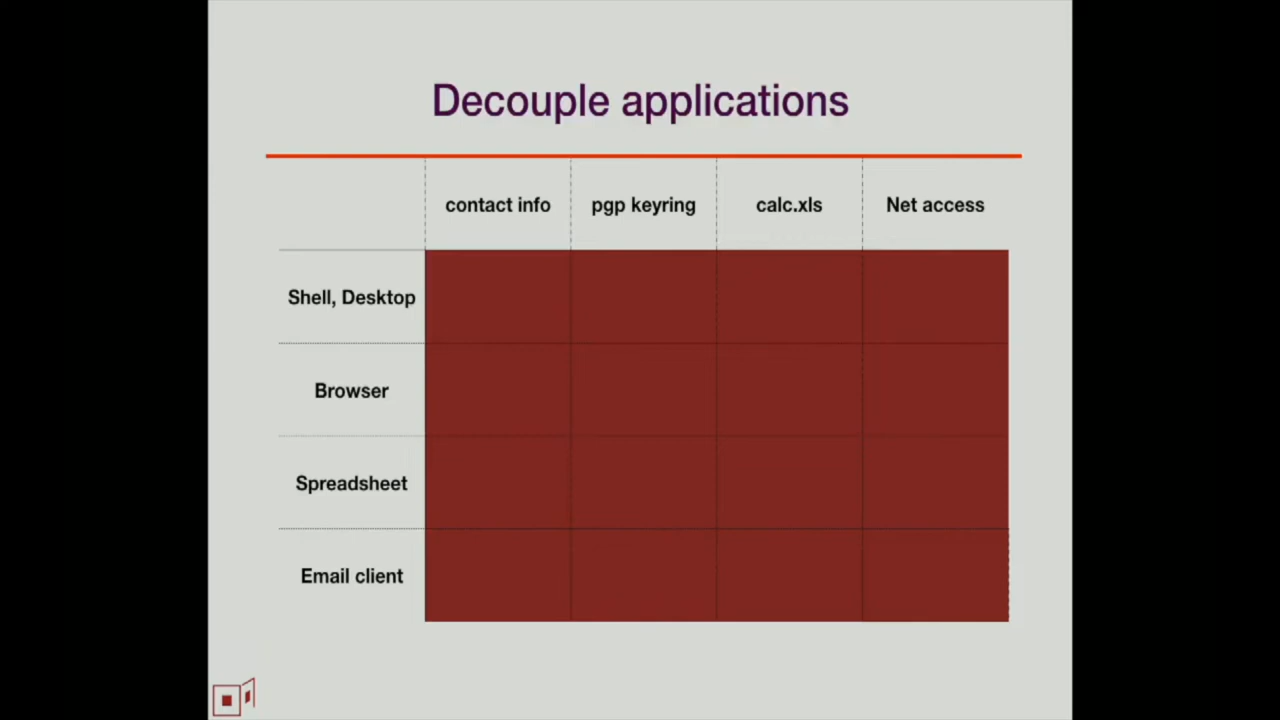 Decouple applications
contact info pgp keyring calc.xls Net access
Shell, Desktop
Browser
Spreadsheet
Email client